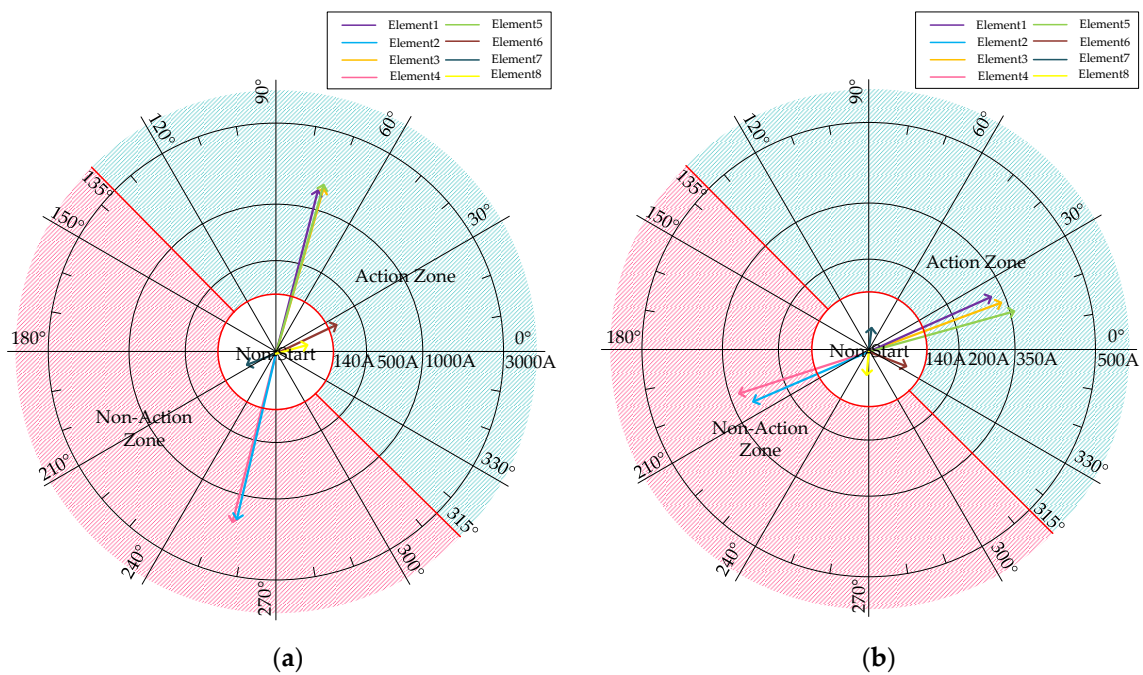 Element1 Element5
Element2 Element6
Element3 Element7
Element4 Element8
90°
120° 60°
135°
150° 30°
Action Zone
180° Non-Start 0°
140A 500A 1000A 3000A
Non-Action
Zone
210° 330°
315°
240° 300°
270°
(a)
Element1 Element5
Element2 Element6
Element3 Element7
Element4 Element8
90°
120° 60°
135°
150° 30°
Action Zone
180° Non-Start 0°
140A 200A 350A 500A
Non-Action
Zone
210° 330°
315°
240° 300°
270°
(b)